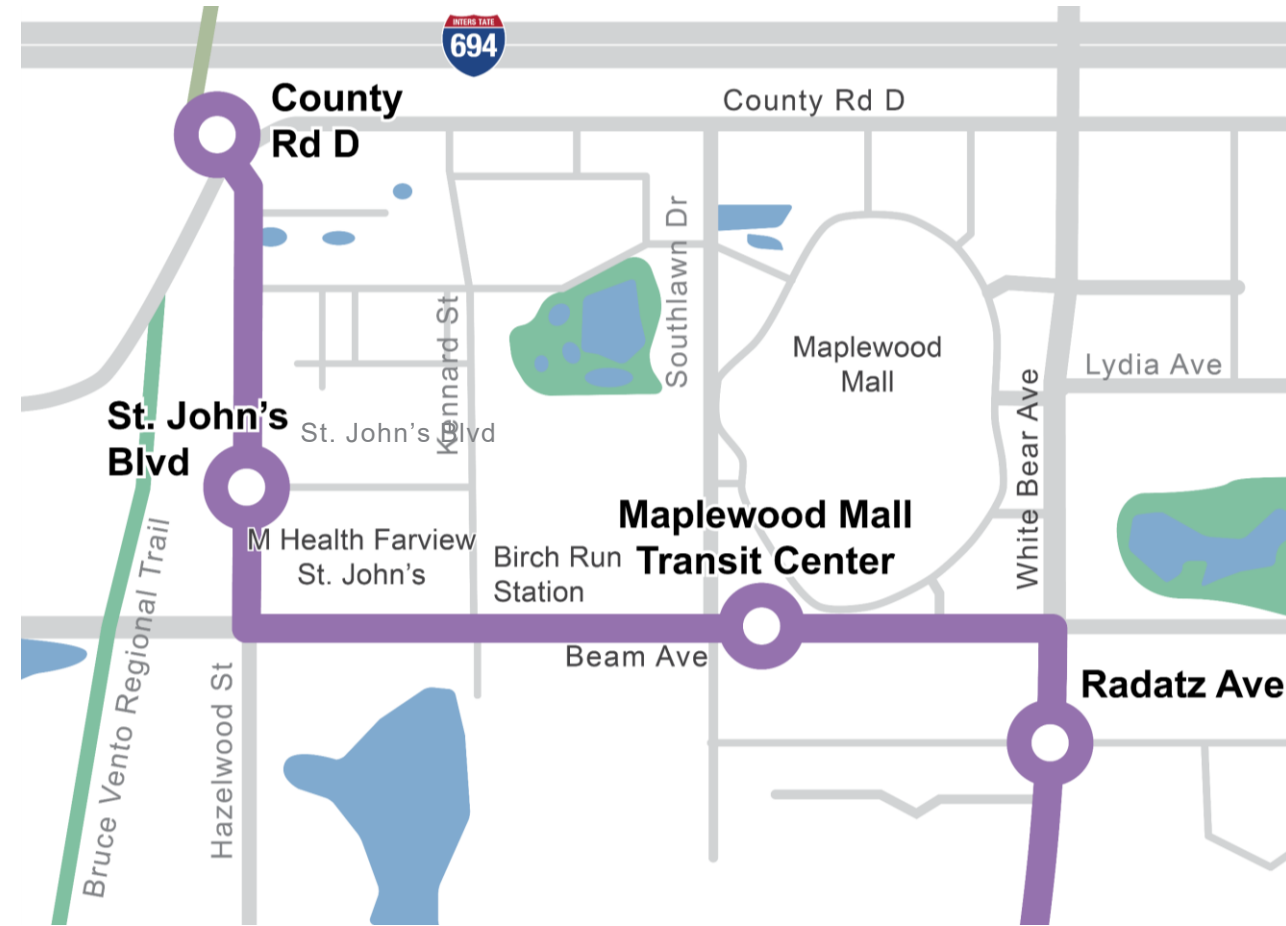 INTERSTATE
694
County
Rd D
County Rd D
Southlawn Dr
Kennard St
Maplewood
Mall
Lydia Ave
White Bear Ave
St. John's
Blvd
St. John's Blvd
M Health Farview
St. John's
Birch Run
Station
Maplewood Mall
Transit Center
Beam Ave
Radatz Ave
Bruce Vento Regional Trail
Hazelwood St